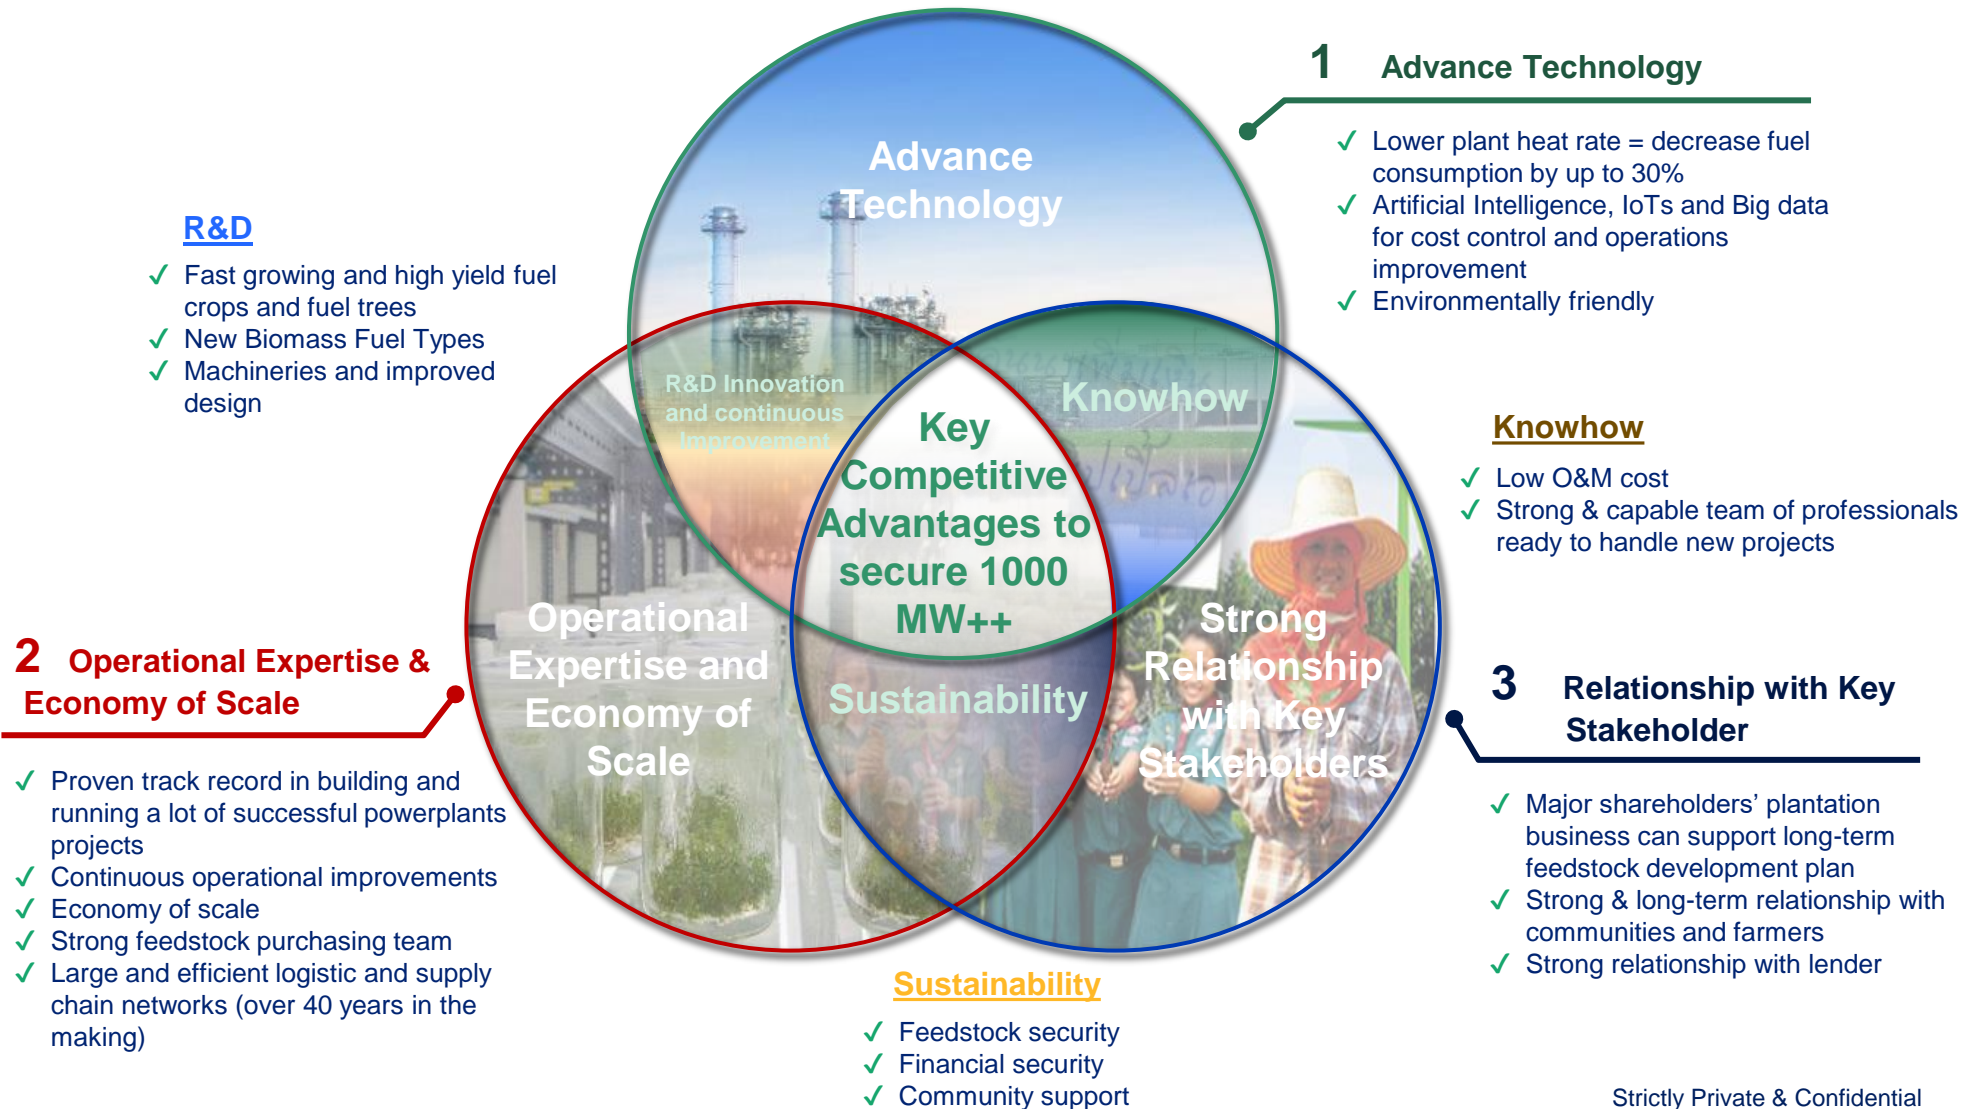 1 Advance Technology
✓ Lower plant heat rate = decrease fuel
consumption by up to 30%
✓ Artificial Intelligence, IoTs and Big data
for cost control and operations
improvement
✓ Environmentally friendly
R&D
✓ Fast growing and high yield fuel
crops and fuel trees
✓ New Biomass Fuel Types
✓ Machineries and improved
design
Advance
Technology
R&D Innovation
and continuous
Improvement
Knowhow
Key
Competitive
Advantages to
secure 1000
MW++
Operational
Expertise and
Economy of
Scale
Sustainability
Strong
Relationship
with Key
Stakeholders
Knowhow
✓ Low O&M cost
✓ Strong & capable team of professionals
ready to handle new projects
2 Operational Expertise &
Economy of Scale
✓ Proven track record in building and
running a lot of successful powerplants
projects
✓ Continuous operational improvements
✓ Economy of scale
✓ Strong feedstock purchasing team
✓ Large and efficient logistic and supply
chain networks (over 40 years in the
making)
3 Relationship with Key
Stakeholder
✓ Major shareholders’ plantation
business can support long-term
feedstock development plan
✓ Strong & long-term relationship with
communities and farmers
✓ Strong relationship with lender
Sustainability
✓ Feedstock security
✓ Financial security
✓ Community support
Strictly Private & Confidential